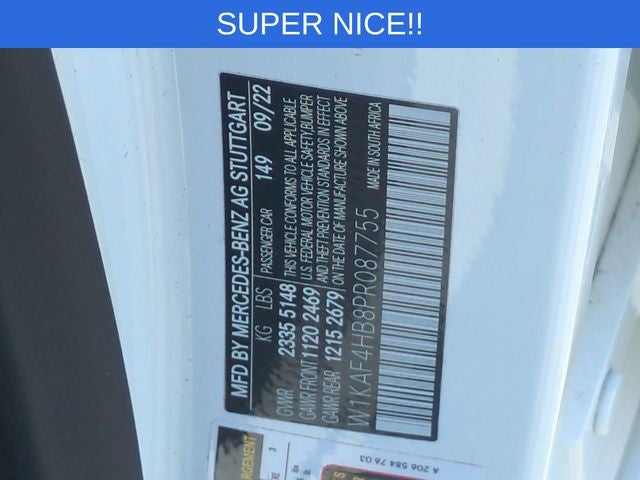 SUPER NICE!!
MFD BY MERCEDES-BENZ AG STUTTGART
KG LBS PASSENGER CAR 149 09/22
GVWR 2335 5148
GAWR FRONT 1120 2469
GAWR REAR 1215 2679
THIS VEHICLE CONFORMS TO ALL APPLICABLE
U.S. FEDERAL MOTOR VEHICLE SAFETY, BUMPER
AND THEFT PREVENTION STANDARDS IN EFFECT
ON THE DATE OF MANUFACTURE SHOWN ABOVE
W1KAF4HB8PR087755
MADE IN SOUTH AFRICA
A 206 584 76 03